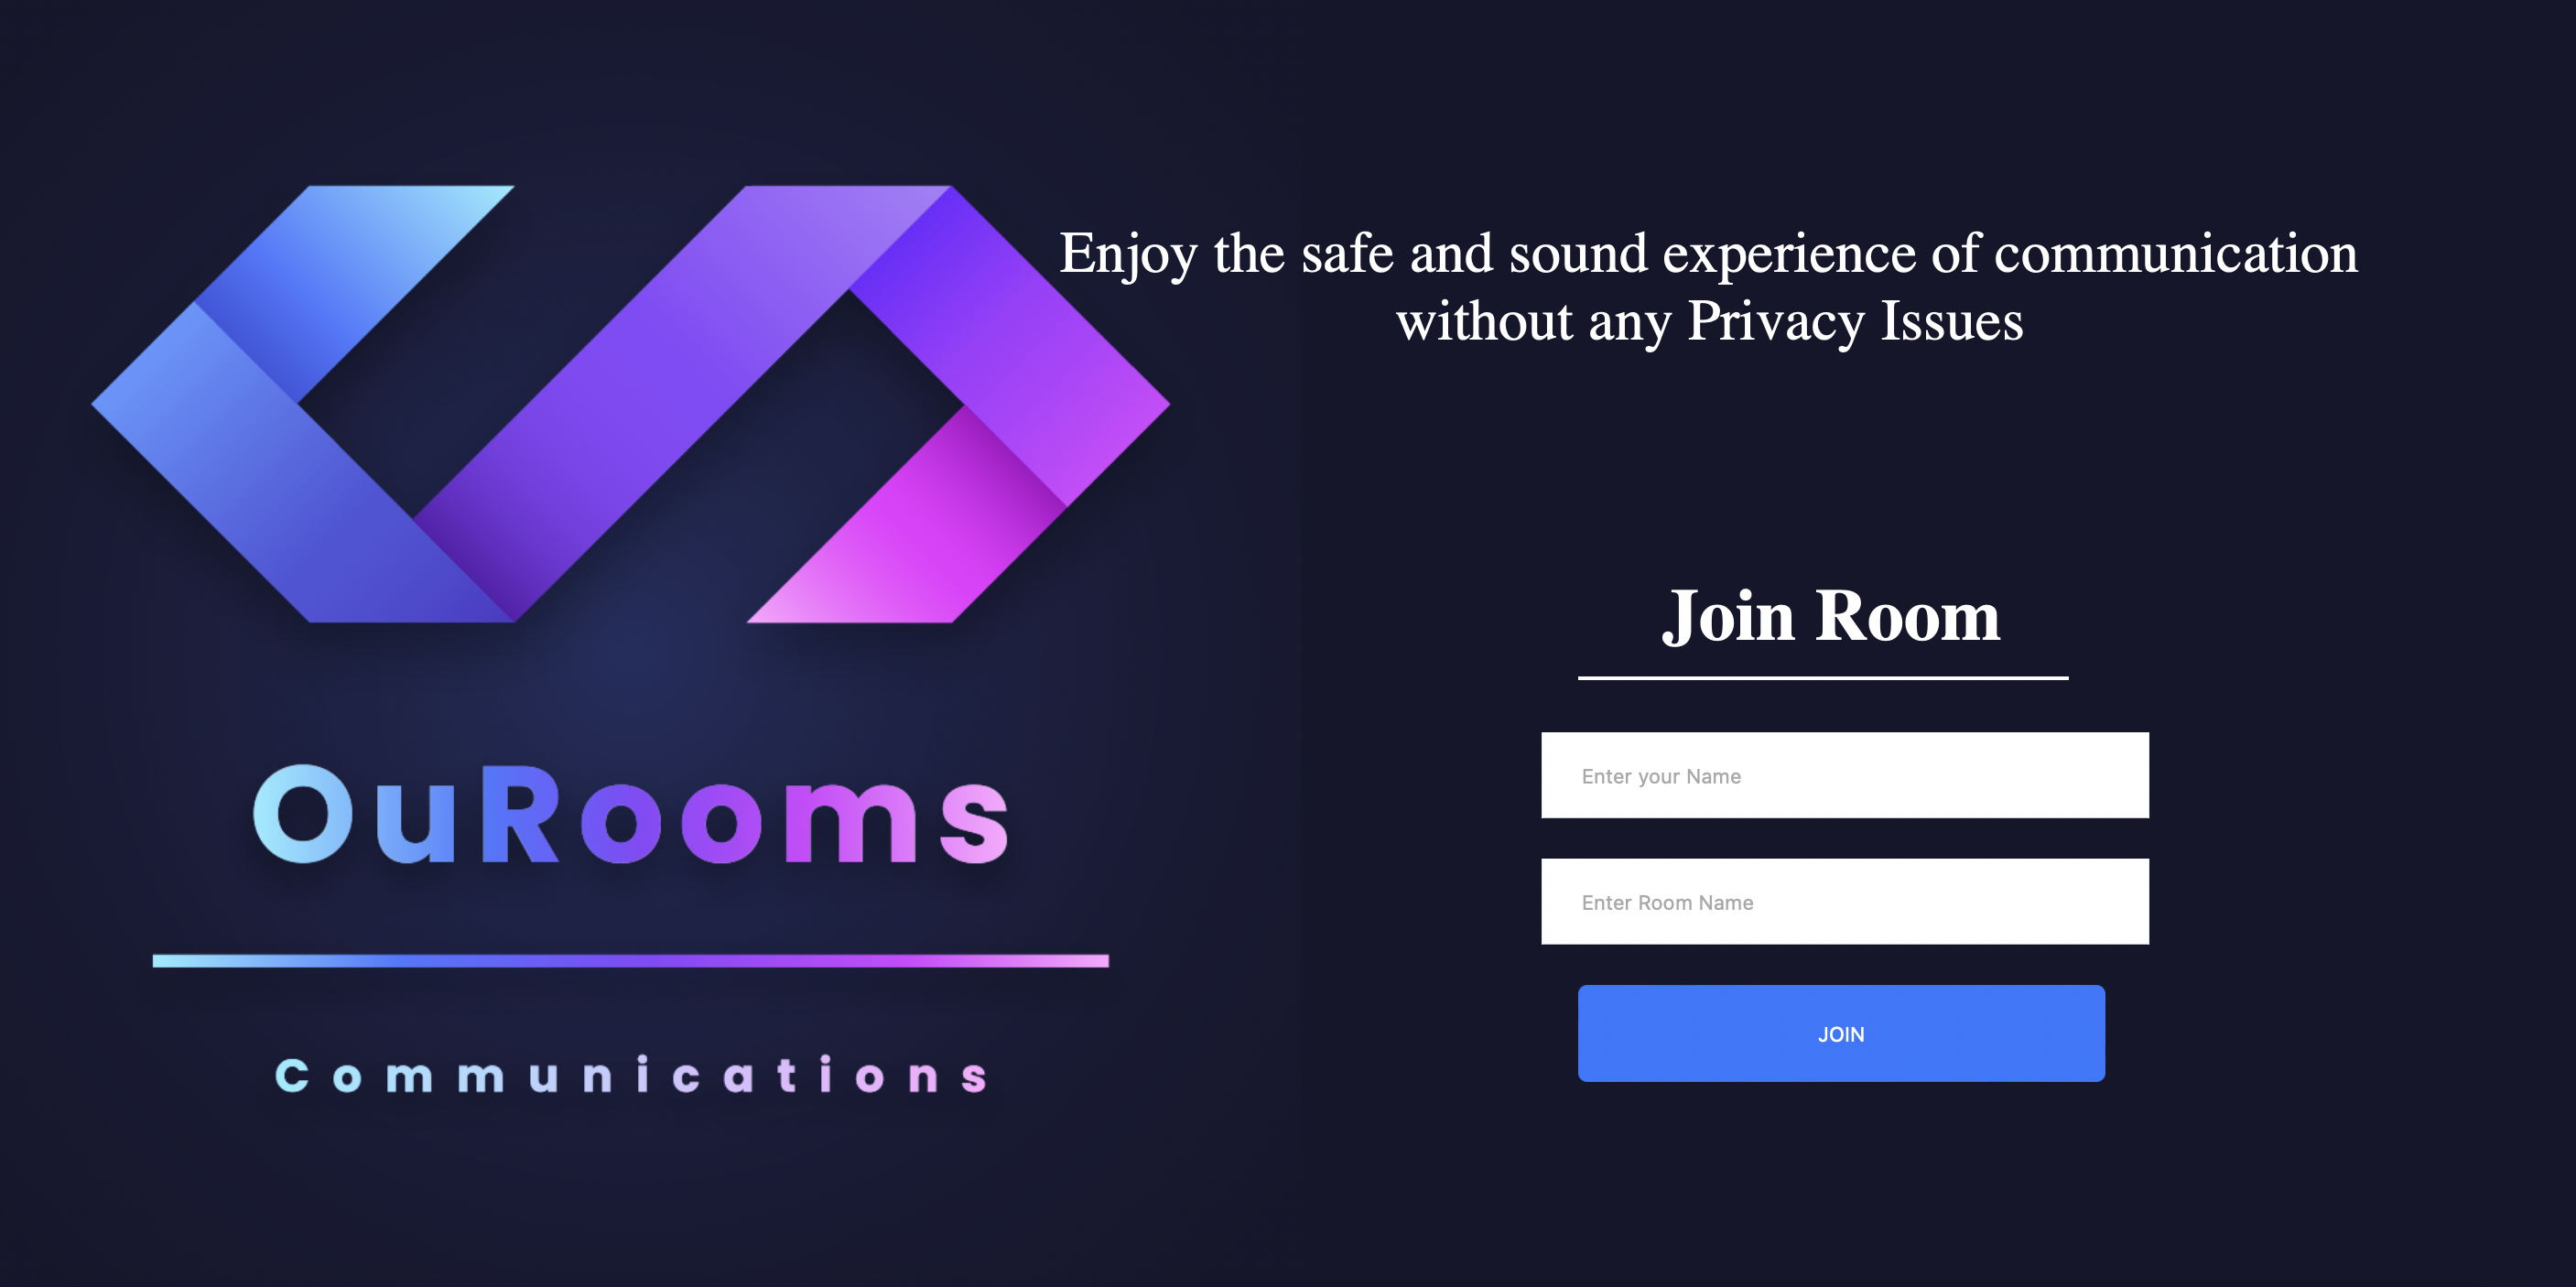 OuRooms
Communications
Enjoy the safe and sound experience of communication
without any Privacy Issues
Join Room
Enter your Name
Enter Room Name
JOIN